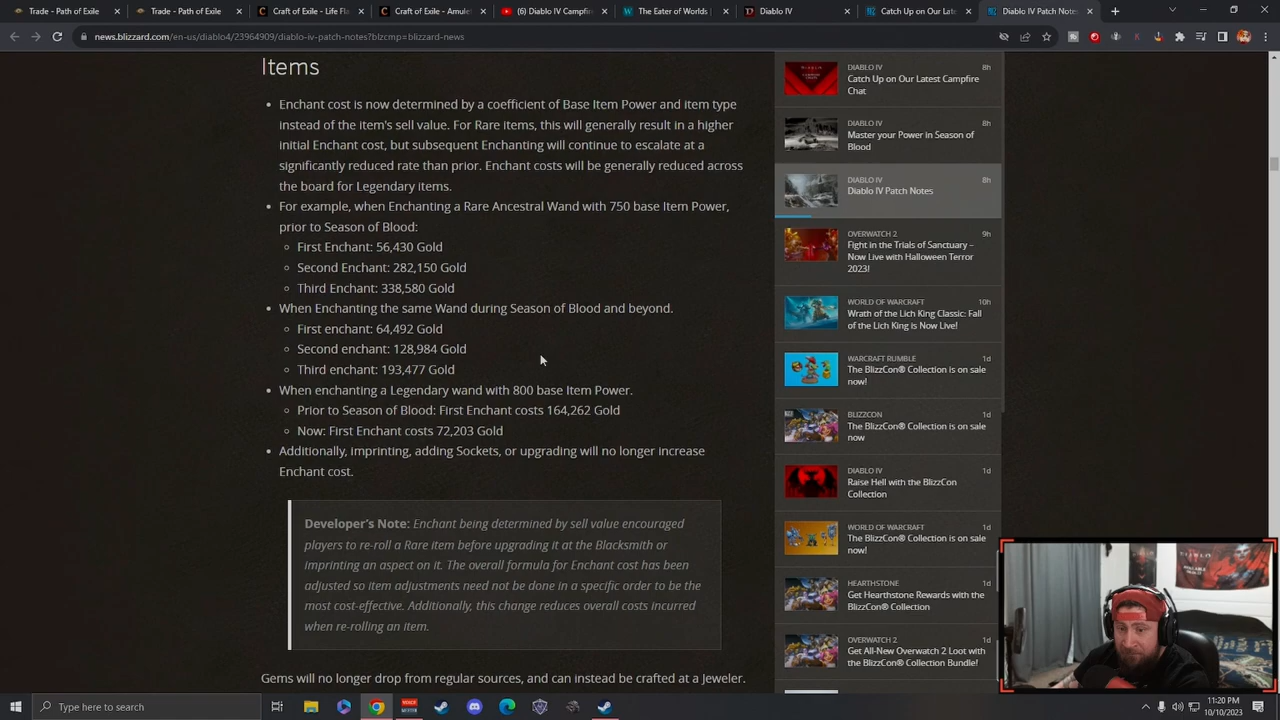 Trade - Path of Exile
Trade - Path of Exile
Craft of Exile - Life Fla
Craft of Exile - Amule
(6) Diablo IV Campfir
The Eater of Worlds |
Diablo IV
Catch Up on Our Late
Diablo IV Patch Notes
news.blizzard.com/en-us/diablo4/23964909/diablo-iv-patch-notes?blzcmp=blizzard-news
Items
Enchant cost is now determined by a coefficient of Base Item Power and item type
instead of the item's sell value. For Rare items, this will generally result in a higher
initial Enchant cost, but subsequent Enchanting will continue to escalate at a
significantly reduced rate than prior. Enchant costs will be generally reduced across
the board for Legendary items.
For example, when Enchanting a Rare Ancestral Wand with 750 base Item Power,
prior to Season of Blood:
First Enchant: 56,430 Gold
Second Enchant: 282,150 Gold
Third Enchant: 338,580 Gold
When Enchanting the same Wand during Season of Blood and beyond.
First enchant: 64,492 Gold
Second enchant: 128,984 Gold
Third enchant: 193,477 Gold
When enchanting a Legendary wand with 800 base Item Power.
Prior to Season of Blood: First Enchant costs 164,262 Gold
Now: First Enchant costs 72,203 Gold
Additionally, imprinting, adding Sockets, or upgrading will no longer increase
Enchant cost.
Developer's Note: Enchant being determined by sell value encouraged
players to re-roll a Rare item before upgrading it at the Blacksmith or
imprinting an aspect on it. The overall formula for Enchant cost has been
adjusted so item adjustments need not be done in a specific order to be the
most cost-effective. Additionally, this change reduces overall costs incurred
when re-rolling an item.
Gems will no longer drop from regular sources, and can instead be crafted at a Jeweler.
DIABLO IV 8h
Catch Up on Our Latest Campfire
Chat
DIABLO IV 8h
Master your Power in Season of
Blood
DIABLO IV 8h
Diablo IV Patch Notes
OVERWATCH 2 9h
Fight in the Trials of Sanctuary –
Now Live with Halloween Terror
2023!
WORLD OF WARCRAFT 10h
Wrath of the Lich King Classic: Fall
of the Lich King is Now Live!
WARCRAFT RUMBLE 1d
The BlizzCon® Collection is on sale
now!
BLIZZCON 1d
The BlizzCon® Collection is on sale
now
DIABLO IV 1d
Raise Hell with the BlizzCon
Collection
WORLD OF WARCRAFT 1d
The BlizzCon® Collection is on sale
now!
HEARTHSTONE 1d
Get Hearthstone Rewards with the
BlizzCon® Collection
OVERWATCH 2 1d
Get All-New Overwatch 2 Loot with
the BlizzCon® Collection Bundle!
Type here to search
11:20 PM
10/10/2023